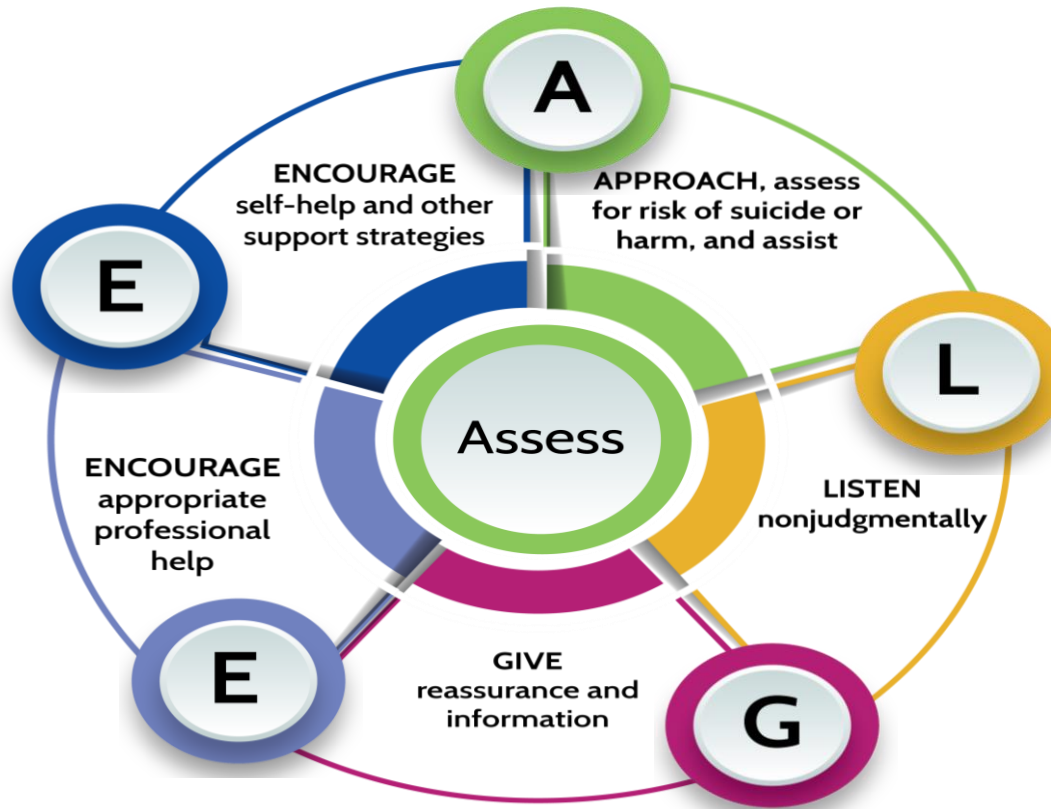 A
APPROACH, assess
for risk of suicide or
harm, and assist
L
LISTEN
nonjudgmentally
G
GIVE
reassurance and
information
E
ENCOURAGE
appropriate
professional
help
E
ENCOURAGE
self-help and other
support strategies
Assess